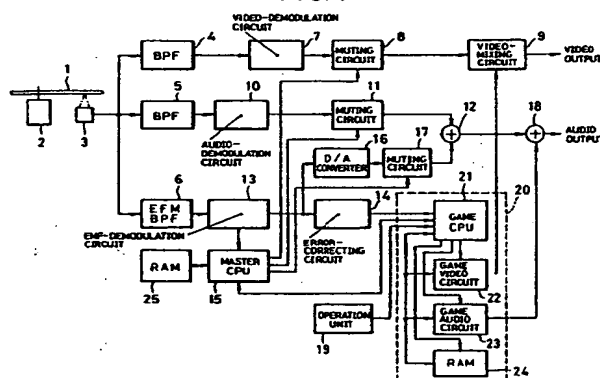 VIDEO-DEMODULATION
CIRCUIT
4
7
8
9
BPF
MUTING
CIRCUIT
VIDEO-
MIXING
CIRCUIT
VIDEO
OUTPUT
1
5
10
11
BPF
MUTING
CIRCUIT
12
18
2
3
AUDIO-
DEMODULATION
CIRCUIT
16
17
AUDIO
OUTPUT
6
13
D/A
CONVERTER
MUTING
CIRCUIT
14
21
20
EFM
BPF
GAME
CPU
EMF-DEMODULATION
CIRCUIT
ERROR-
CORRECTING
CIRCUIT
RAM
MASTER
CPU
GAME
VIDEO
CIRCUIT
22
25
15
OPERATION
UNIT
GAME
AUDIO
CIRCUIT
23
19
RAM
24